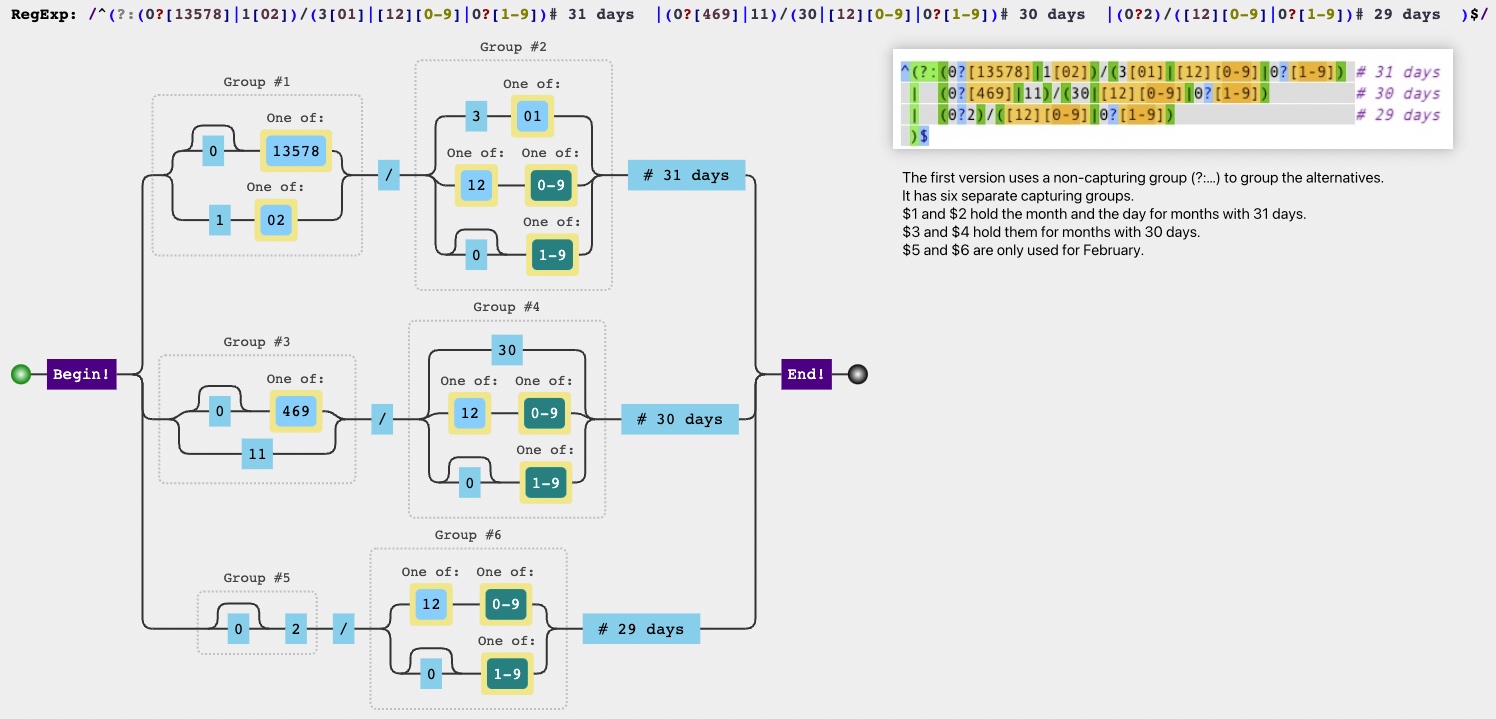 RegExp: /^(?:(0?[13578]|1[02])/(3[01]|[12][0-9]|0?[1-9])# 31 days  |(0?[469]|11)/(30|[12][0-9]|0?[1-9])# 30 days  |(0?2)/([12][0-9]|0?[1-9])# 29 days  )$/
^(?:(0?[13578]|1[02])/(3[01]|[12][0-9]|0?[1-9]) # 31 days
| (0?[469]|11)/(30|[12][0-9]|0?[1-9]) # 30 days
| (0?2)/([12][0-9]|0?[1-9]) # 29 days
)$
The first version uses a non-capturing group (?:…) to group the alternatives.
It has six separate capturing groups.
$1 and $2 hold the month and the day for months with 31 days.
$3 and $4 hold them for months with 30 days.
$5 and $6 are only used for February.
Begin!
Group #1
One of:
0 13578
One of:
1 02
/
Group #2
One of:
3 01
One of: One of:
12 0-9
One of:
0 1-9
# 31 days
Group #3
One of:
0 469
11
/
Group #4
30
One of: One of:
12 0-9
One of:
0 1-9
# 30 days
Group #5
0 2
/
Group #6
One of: One of:
12 0-9
One of:
0 1-9
# 29 days
End!